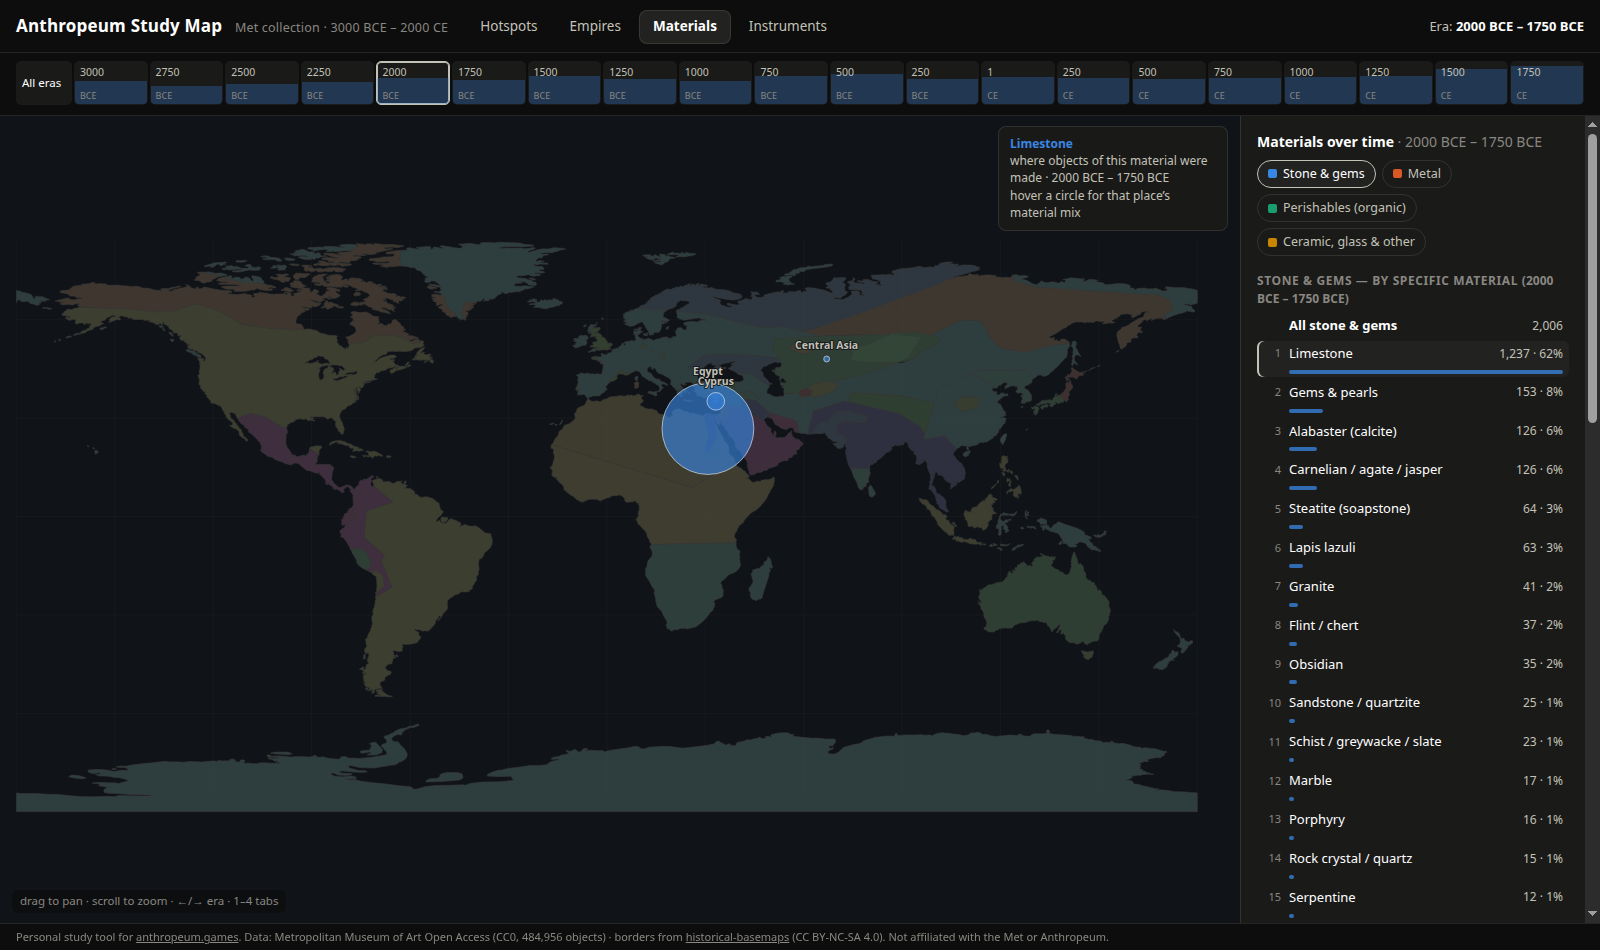 Anthropeum Study Map
Met collection · 3000 BCE – 2000 CE
Hotspots
Empires
Materials
Instruments
Era: 2000 BCE – 1750 BCE
All eras
3000 BCE
2750 BCE
2500 BCE
2250 BCE
2000 BCE
1750 BCE
1500 BCE
1250 BCE
1000 BCE
750 BCE
500 BCE
250 BCE
1 CE
250 CE
500 CE
750 CE
1000 CE
1250 CE
1500 CE
1750 CE
Limestone
where objects of this material were
made · 2000 BCE – 1750 BCE
hover a circle for that place's
material mix
Central Asia
Egypt
Cyprus
drag to pan · scroll to zoom · ←/→ era · 1–4 tabs
Materials over time · 2000 BCE – 1750 BCE
Stone & gems
Metal
Perishables (organic)
Ceramic, glass & other
STONE & GEMS — BY SPECIFIC MATERIAL (2000
BCE – 1750 BCE)
All stone & gems 2,006
1 Limestone 1,237 · 62%
2 Gems & pearls 153 · 8%
3 Alabaster (calcite) 126 · 6%
4 Carnelian / agate / jasper 126 · 6%
5 Steatite (soapstone) 64 · 3%
6 Lapis lazuli 63 · 3%
7 Granite 41 · 2%
8 Flint / chert 37 · 2%
9 Obsidian 35 · 2%
10 Sandstone / quartzite 25 · 1%
11 Schist / greywacke / slate 23 · 1%
12 Marble 17 · 1%
13 Porphyry 16 · 1%
14 Rock crystal / quartz 15 · 1%
15 Serpentine 12 · 1%
Personal study tool for anthropeum.games. Data: Metropolitan Museum of Art Open Access (CC0, 484,956 objects) · borders from historical-basemaps (CC BY-NC-SA 4.0). Not affiliated with the Met or Anthropeum.